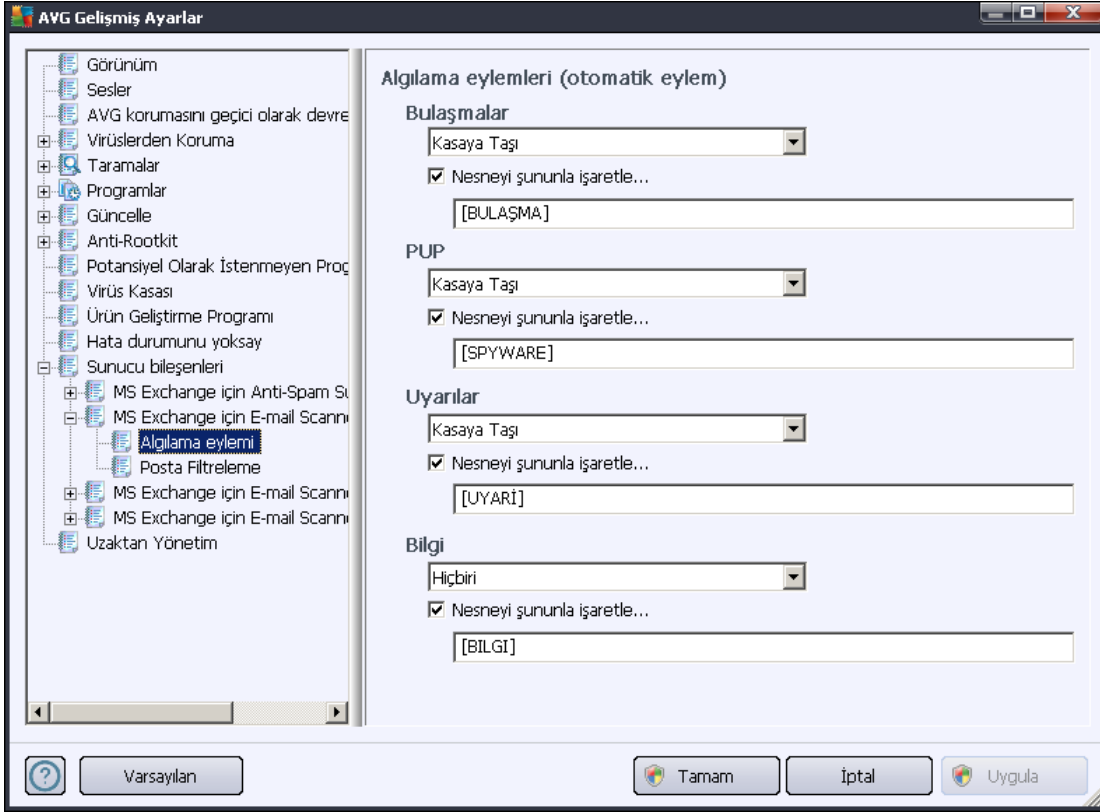 AVG Gelişmiş Ayarlar
Görünüm
Sesler
AVG korumasını geçici olarak devre
Virüslerden Koruma
Taramalar
Programlar
Güncelle
Anti-Rootkit
Potansiyel Olarak İstenmeyen Prog
Virüs Kasası
Ürün Geliştirme Programı
Hata durumunu yoksay
Sunucu bileşenleri
MS Exchange için Anti-Spam Su
MS Exchange için E-mail Scanne
Algılama eylemi
Posta Filtreleme
MS Exchange için E-mail Scanne
MS Exchange için E-mail Scanne
Uzaktan Yönetim
Algılama eylemleri (otomatik eylem)
Bulaşmalar
Kasaya Taşı
Nesneyi şununla işaretle...
[BULAŞMA]
PUP
Kasaya Taşı
Nesneyi şununla işaretle...
[SPYWARE]
Uyarılar
Kasaya Taşı
Nesneyi şununla işaretle...
[UYARİ]
Bilgi
Hiçbiri
Nesneyi şununla işaretle...
[BILGI]
Varsayılan
Tamam
İptal
Uygula